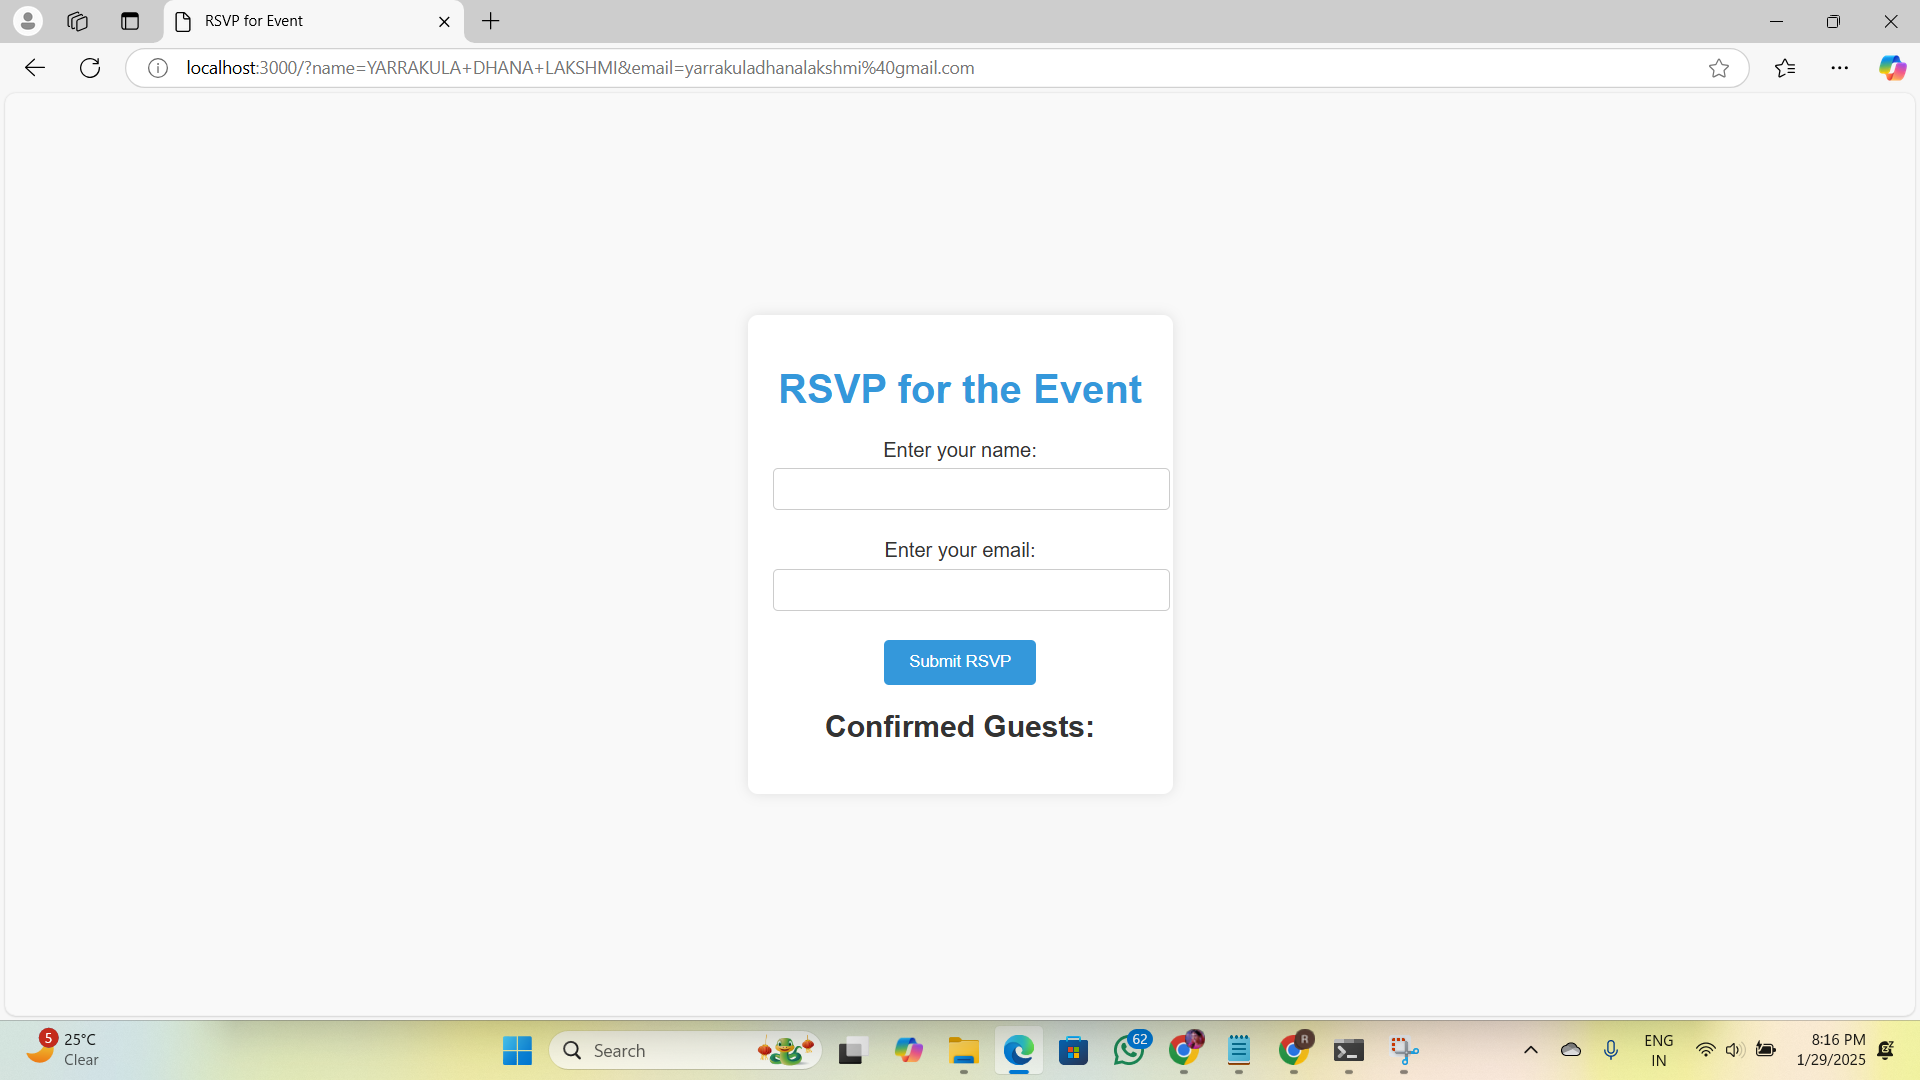 RSVP for Event
localhost:3000/?name=YARRAKULA+DHANA+LAKSHMI&email=yarrakuladhanalakshmi%40gmail.com
RSVP for the Event
Enter your name:
Enter your email:
Submit RSVP
Confirmed Guests:
5
25°C
Clear
Search
62
R
ENG
IN
8:16 PM
1/29/2025